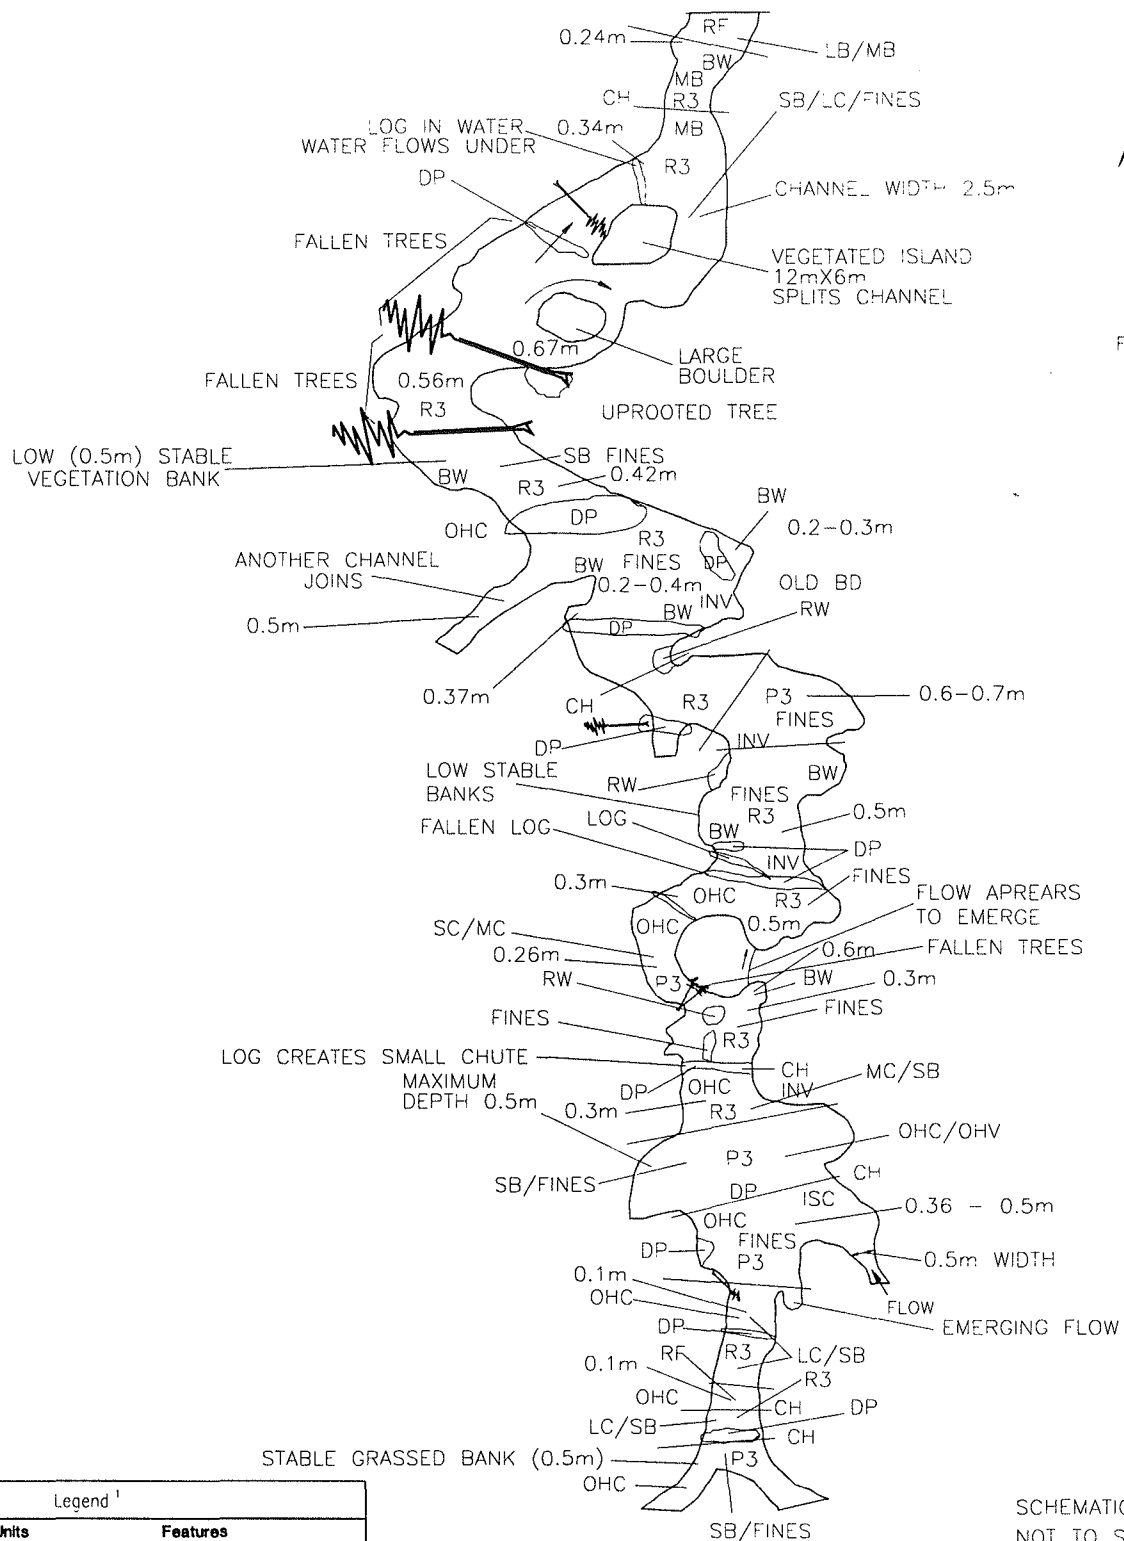 RF
0.24m
LB/MB
BW
MB
CH
R3
SB/LC/FINES
MB
LOG IN WATER
WATER FLOWS UNDER
0.34m
R3
DP
CHANNEL WIDTH 2.5m
FALLEN TREES
VEGETATED ISLAND
12mX6m
SPLITS CHANNEL
0.67m
LARGE
BOULDER
FALLEN TREES
0.56m
R3
UPROOTED TREE
LOW (0.5m) STABLE
VEGETATION BANK
SB FINES
BW
0.42m
R3
BW
DP
OHC
0.2-0.3m
R3
ANOTHER CHANNEL
JOINS
BW
FINES
DP
0.2-0.4m
OLD BD
INV
BW
RW
0.5m
DP
0.37m
CH
R3
P3
0.6-0.7m
FINES
DP
INV
LOW STABLE
BANKS
RW
BW
FINES
R3
0.5m
LOG
FALLEN LOG
BW
DP
INV
FINES
0.3m
OHC
R3
FLOW APREARS
TO EMERGE
SC/MC
OHC
0.5m
0.6m
FALLEN TREES
0.26m
RW
P3
BW
0.3m
FINES
FINES
R3
LOG CREATES SMALL CHUTE
CH
MC/SB
MAXIMUM
DEPTH 0.5m
DP
OHC
INV
0.3m
R3
OHC/OHV
P3
SB/FINES
CH
DP
ISC
OHC
0.36 - 0.5m
FINES
DP
P3
0.5m WIDTH
0.1m
OHC
FLOW
EMERGING FLOW
DP
RF
R3
LC/SB
0.1m
R3
OHC
CH
DP
LC/SB
CH
STABLE GRASSED BANK (0.5m)
P3
OHC
SB/FINES
Legend 1
Units
Features
SCHEMATIC
NOT TO S